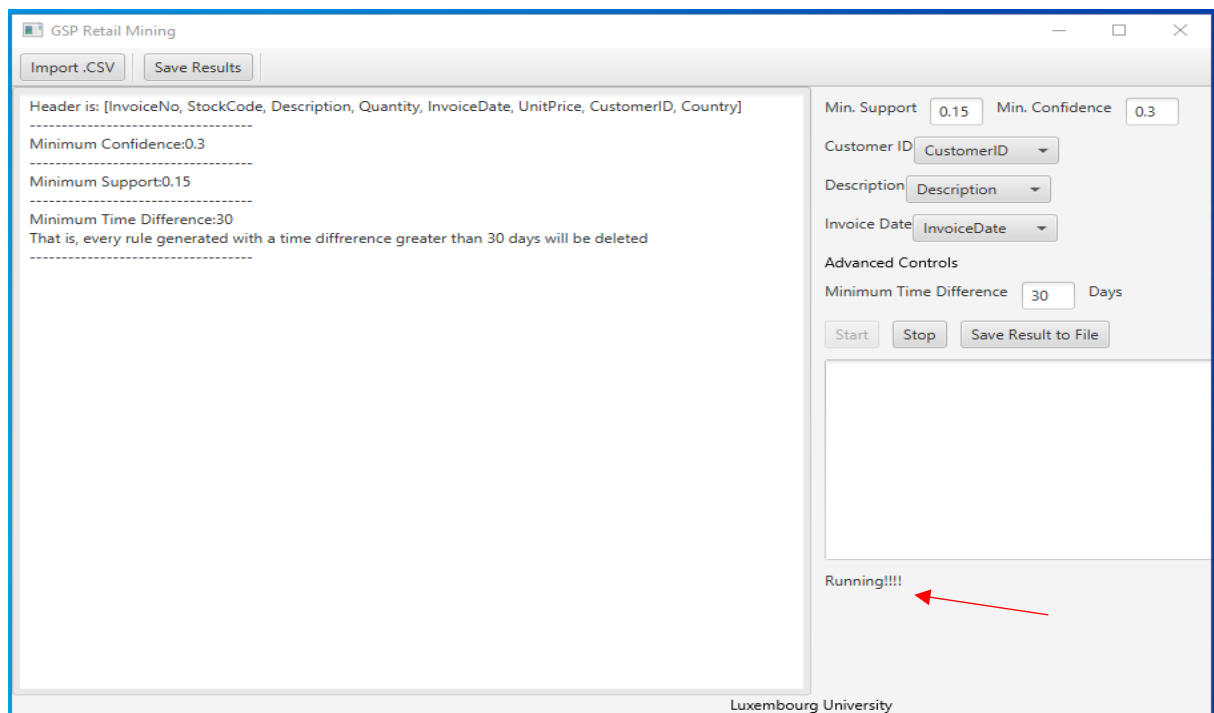 GSP Retail Mining
Import .CSV Save Results
Header is: [InvoiceNo, StockCode, Description, Quantity, InvoiceDate, UnitPrice, CustomerID, Country]
-----------------------------------
Minimum Confidence:0.3
-----------------------------------
Minimum Support:0.15
-----------------------------------
Minimum Time Difference:30
That is, every rule generated with a time diffrerence greater than 30 days will be deleted
-----------------------------------
Min. Support 0.15 Min. Confidence 0.3
Customer ID CustomerID
Description Description
Invoice Date InvoiceDate
Advanced Controls
Minimum Time Difference 30 Days
Start Stop Save Result to File
Running!!!!
Luxembourg University